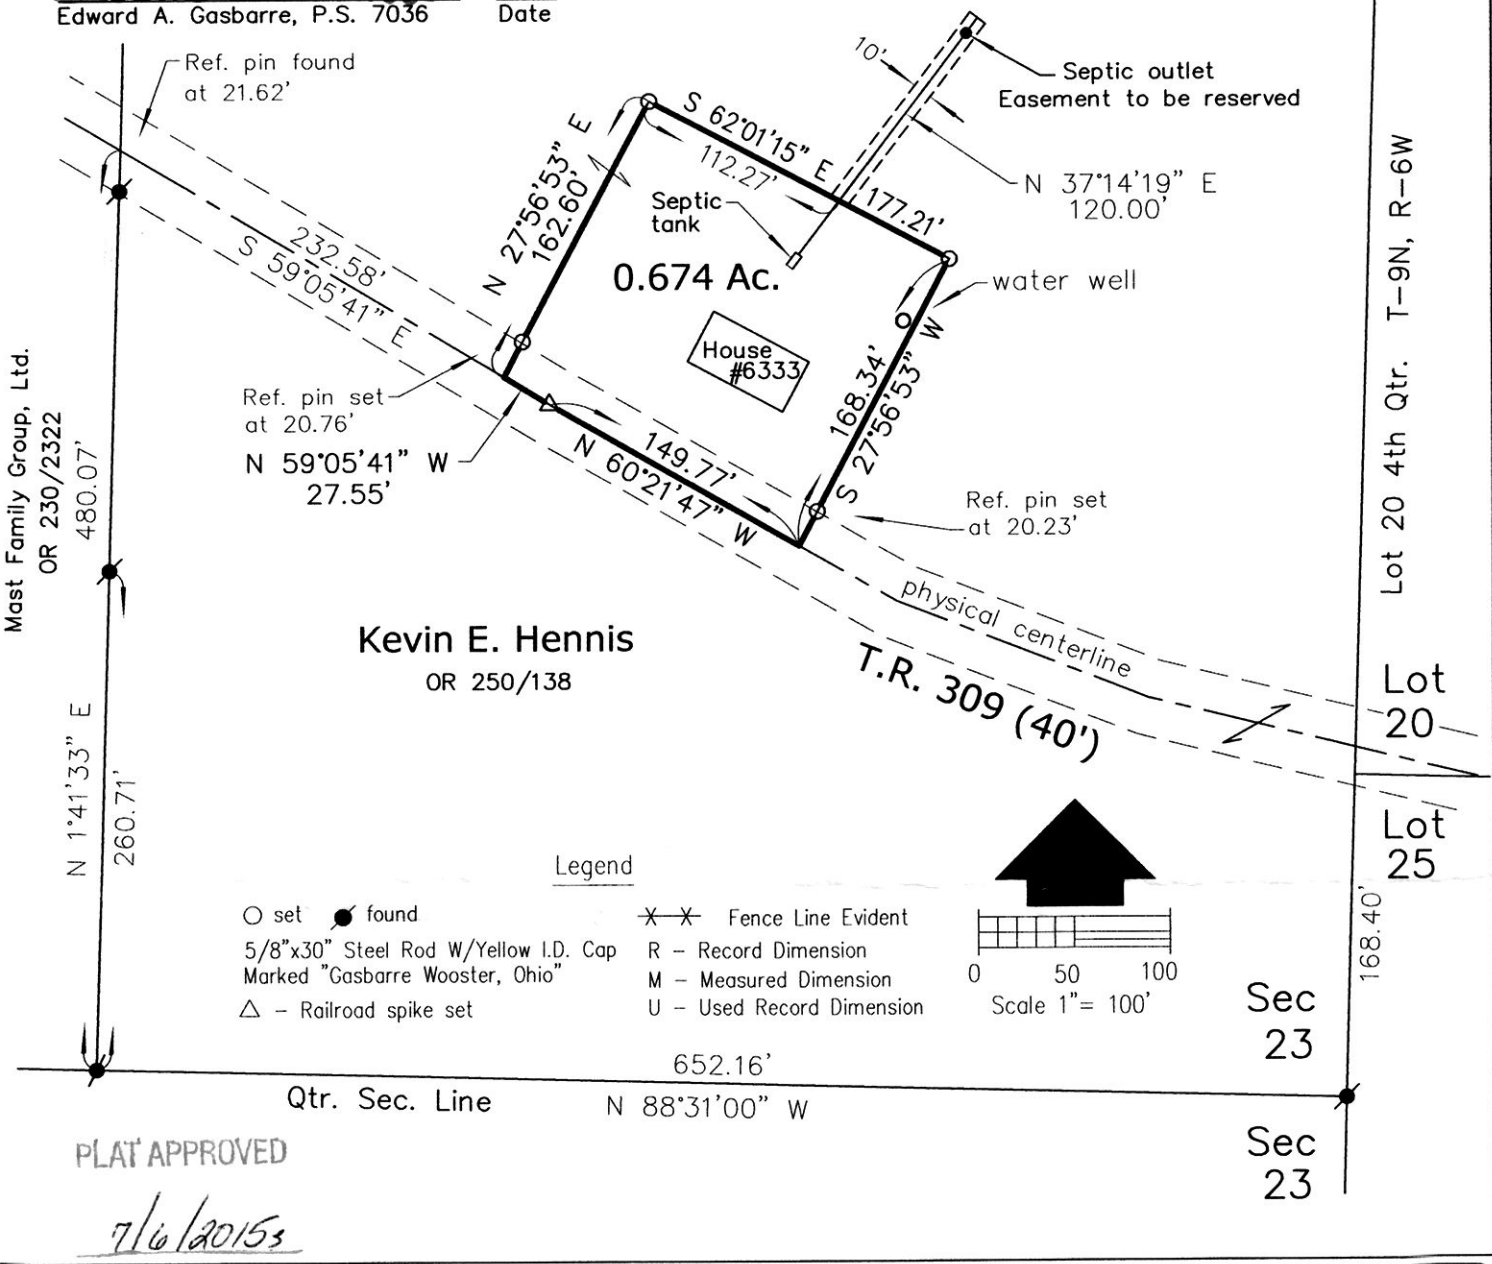 Edward A. Gasbarre, P.S. 7036 Date
Ref. pin found
at 21.62'
10'
Septic outlet
Easement to be reserved
S 62°01'15" E
112.27'
177.21'
N 27°56'53" E
162.60'
N 37°14'19" E
120.00'
Septic
tank
0.674 Ac.
water well
232.58'
S 59°05'41" E
House
#6333
168.34'
S 27°56'53" W
Ref. pin set
at 20.76'
N 59°05'41" W
27.55'
149.77'
N 60°21'47" W
Ref. pin set
at 20.23'
Mast Family Group, Ltd.
OR 230/2322
480.07'
Lot 20 4th Qtr. T-9N, R-6W
physical centerline
Kevin E. Hennis
OR 250/138
T.R. 309 (40')
Lot
20
Lot
25
N 1°41'33" E
260.71'
168.40'
Legend
set found
5/8"x30" Steel Rod W/Yellow I.D. Cap
Marked "Gasbarre Wooster, Ohio"
△ - Railroad spike set
X X Fence Line Evident
R - Record Dimension
M - Measured Dimension
U - Used Record Dimension
0 50 100
Scale 1"= 100'
Sec
23
652.16'
Qtr. Sec. Line N 88°31'00" W
Sec
23
PLAT APPROVED
7/6/2015